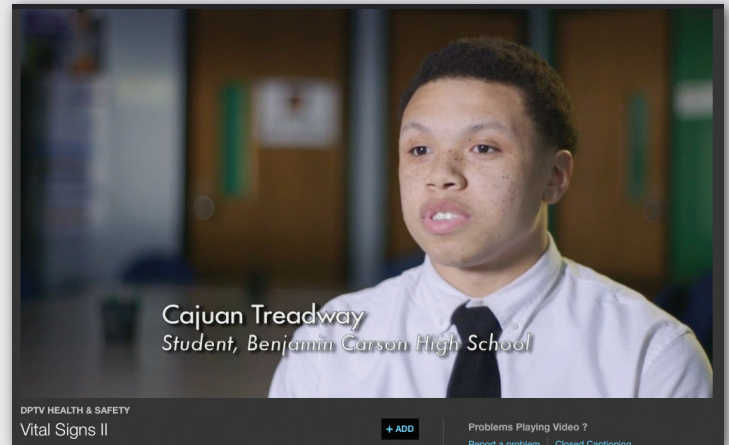 Cajuan Treadway
Student, Benjamin Carson High School
DPTV HEALTH & SAFETY
Vital Signs II
+ ADD
Problems Playing Video ?
Report a problem | Closed Captioning